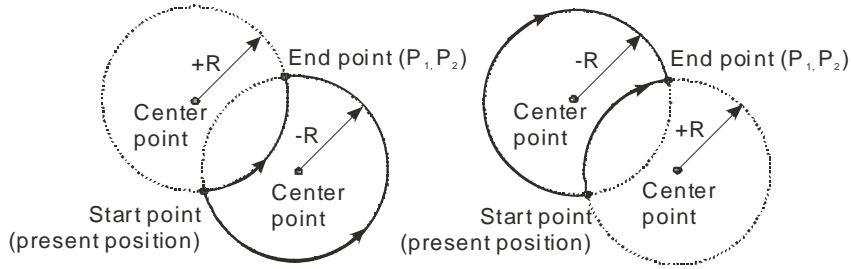 +R
End point (P₁, P₂)
Center
point
-R
Center
point
Start point
(present position)
-R
End point (P₁, P₂)
Center
point
+R
Center
point
Start point
(present position)